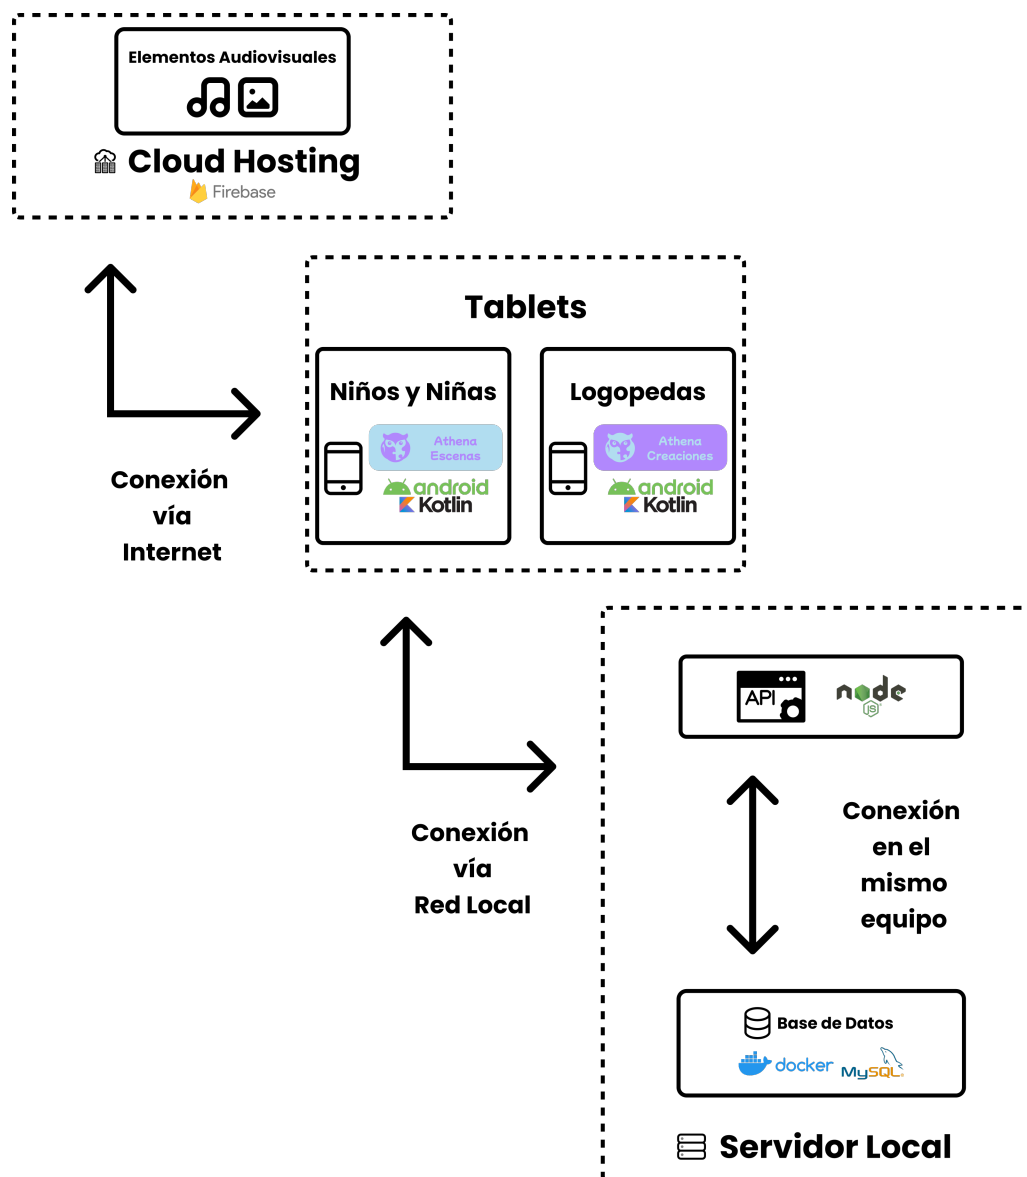 Elementos Audiovisuales
Cloud Hosting
Firebase
Tablets
Niños y Niñas
Athena
Escenas
android
Kotlin
Logopedas
Athena
Creaciones
android
Kotlin
Conexión
vía
Internet
API
node
JS
Conexión
vía
Red Local
Conexión
en el
mismo
equipo
Base de Datos
docker
MySQL
Servidor Local